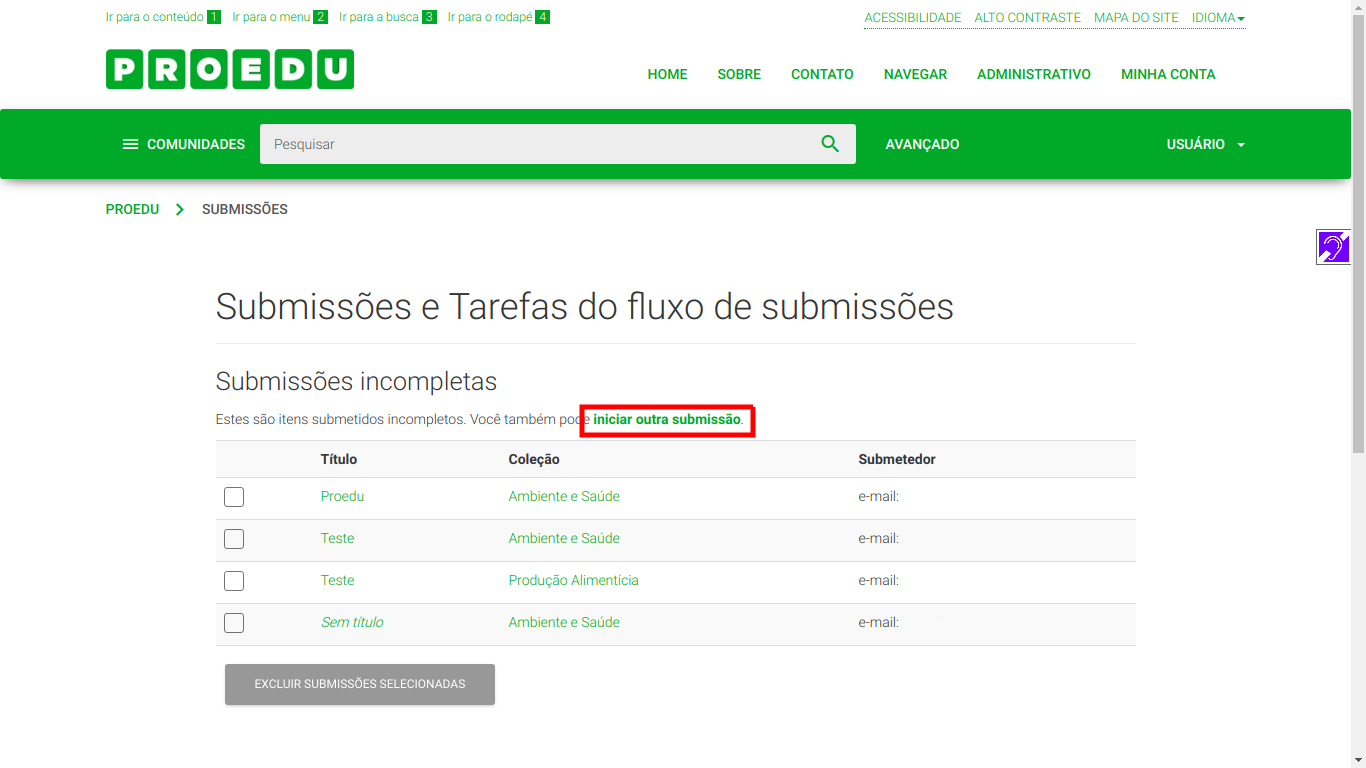 Ir para o conteúdo 1 Ir para o menu 2 Ir para a busca 3 Ir para o rodapé 4
ACESSIBILIDADE ALTO CONTRASTE MAPA DO SITE IDIOMA
PROEDU
HOME SOBRE CONTATO NAVEGAR ADMINISTRATIVO MINHA CONTA
COMUNIDADES Pesquisar AVANÇADO USUÁRIO
PROEDU SUBMISSÕES
Submissões e Tarefas do fluxo de submissões
Submissões incompletas
Estes são itens submetidos incompletos. Você também pode iniciar outra submissão.
Título Coleção Submetedor
Proedu Ambiente e Saúde e-mail:
Teste Ambiente e Saúde e-mail:
Teste Produção Alimentícia e-mail:
Sem título Ambiente e Saúde e-mail:
EXCLUIR SUBMISSÕES SELECIONADAS